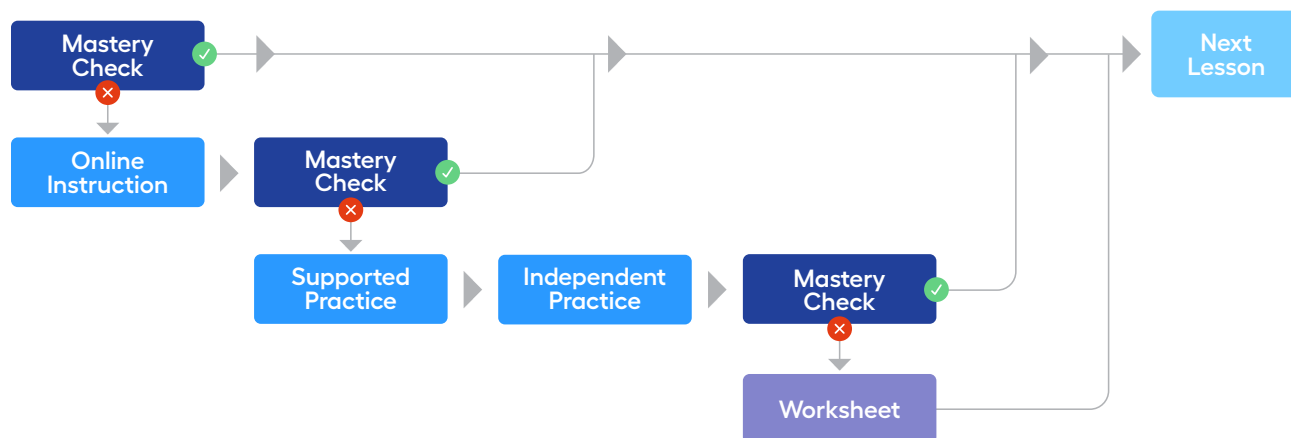 Mastery
Check
Next
Lesson
Online
Instruction
Mastery
Check
Supported
Practice
Independent
Practice
Mastery
Check
Worksheet